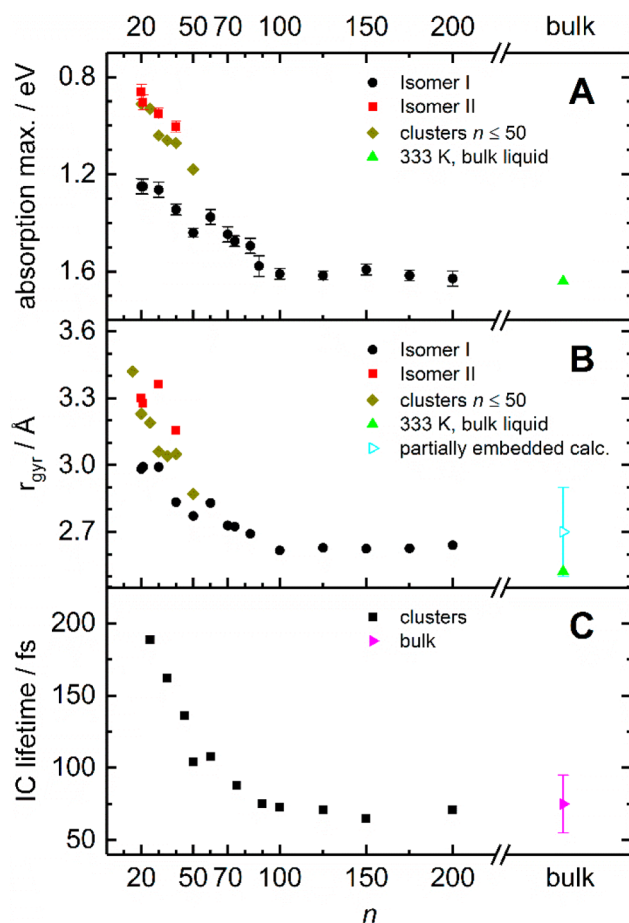 20 50 70 100 150 200 bulk
A
absorption max. / eV
0.8
1.2
1.6
Isomer I
Isomer II
clusters n ≤ 50
333 K, bulk liquid
B
r_gyr / Å
3.6
3.3
3.0
2.7
Isomer I
Isomer II
clusters n ≤ 50
333 K, bulk liquid
partially embedded calc.
C
IC lifetime / fs
200
150
100
50
clusters
bulk
20 50 70 100 150 200 bulk
n